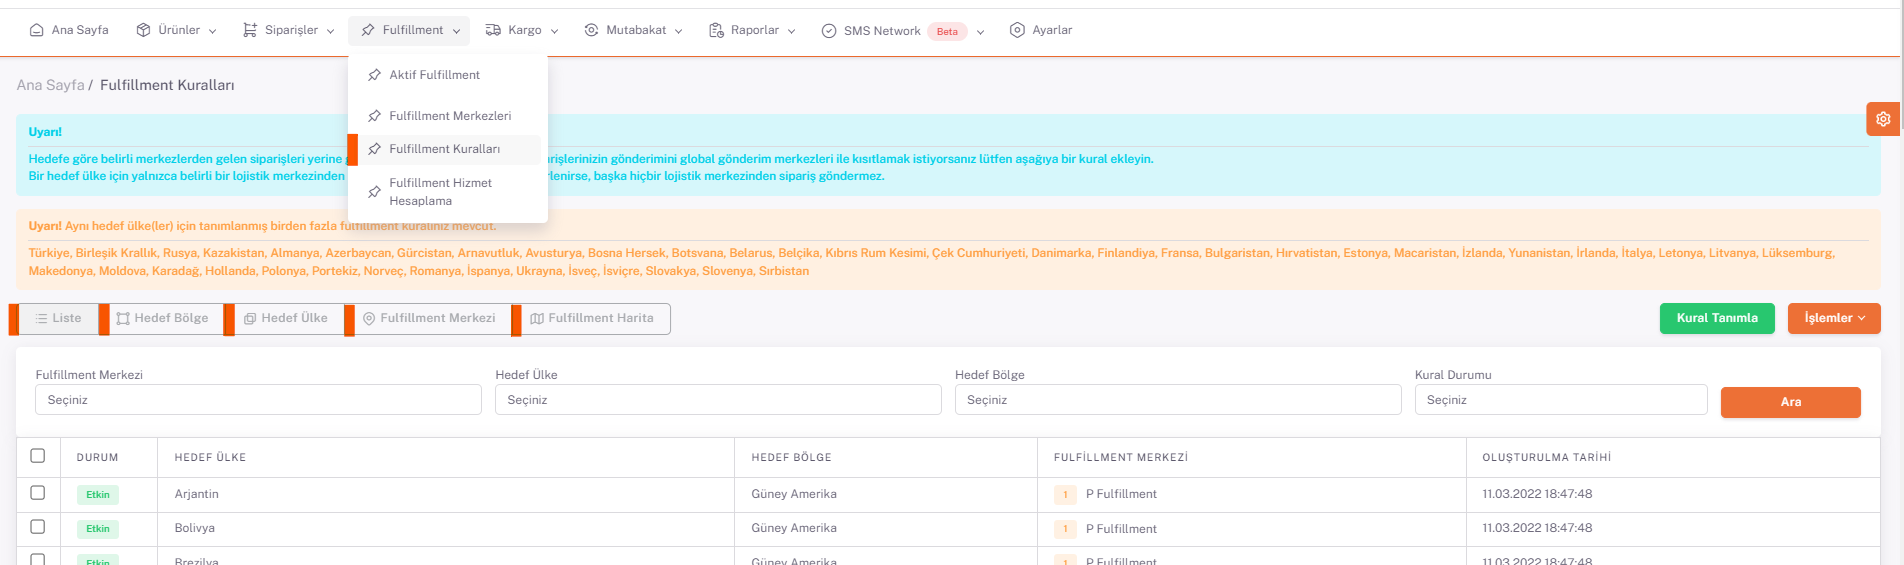 Ana Sayfa Ürünler Siparişler Fulfillment Kargo Mutabakat Raporlar SMS Network Beta Ayarlar
Aktif Fulfillment
Fulfillment Merkezleri
Fulfillment Kuralları
Fulfillment Hizmet
Hesaplama
Ana Sayfa / Fulfillment Kuralları
Uyarı!
Hedefe göre belirli merkezlerden gelen siparişleri yerine işlerinizin gönderimini global gönderim merkezleri ile kısıtlamak istiyorsanız lütfen aşağıya bir kural ekleyin.
Bir hedef ülke için yalnızca belirli bir lojistik merkezinden lenirse, başka hiçbir lojistik merkezinden sipariş göndermez.
Uyarı! Aynı hedef ülke(ler) için tanımlanmış birden fazla fulfillment kuralınız mevcut.
Türkiye, Birleşik Krallık, Rusya, Kazakistan, Almanya, Azerbaycan, Gürcistan, Arnavutluk, Avusturya, Bosna Hersek, Botsvana, Belarus, Belçika, Kıbrıs Rum Kesimi, Çek Cumhuriyeti, Danimarka, Finlandiya, Fransa, Bulgaristan, Hırvatistan, Estonya, Macaristan, İzlanda, Yunanistan, İrlanda, İtalya, Letonya, Litvanya, Lüksemburg,
Makedonya, Moldova, Karadağ, Hollanda, Polonya, Portekiz, Norveç, Romanya, İspanya, Ukrayna, İsveç, İsviçre, Slovakya, Slovenya, Sırbistan
Liste Hedef Bölge Hedef Ülke Fulfillment Merkezi Fulfillment Harita Kural Tanımla İşlemler
Fulfillment Merkezi Hedef Ülke Hedef Bölge Kural Durumu
Seçiniz Seçiniz Seçiniz Seçiniz Ara
DURUM HEDEF ÜLKE HEDEF BÖLGE FULFİLLMENT MERKEZİ OLUŞTURULMA TARİHİ
Etkin Arjantin Güney Amerika 1 P Fulfillment 11.03.2022 18:47:48
Etkin Bolivya Güney Amerika 1 P Fulfillment 11.03.2022 18:47:48
Etkin Brezilya Güney Amerika 1 P Fulfillment 11.03.2022 18:47:48